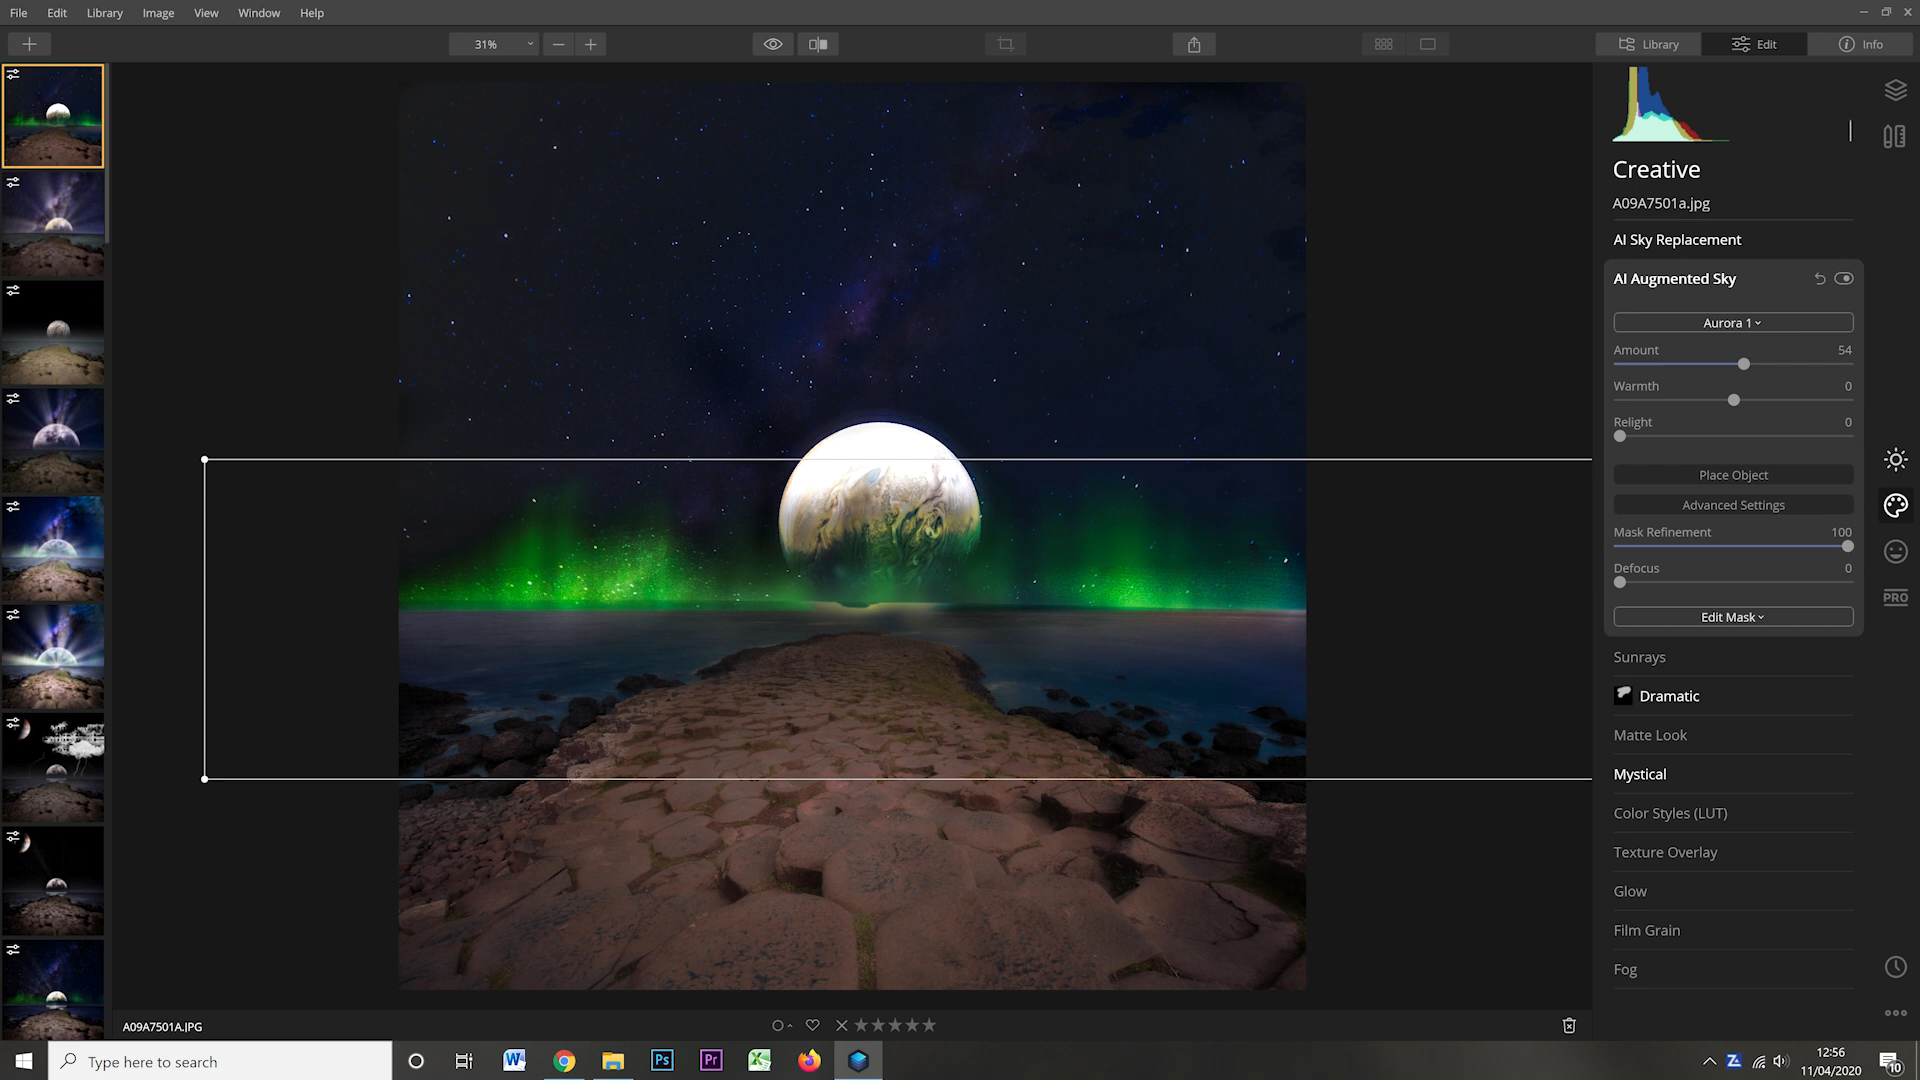 File Edit Library Image View Window Help
31%
Library Edit Info
Creative
A09A7501a.jpg
AI Sky Replacement
AI Augmented Sky
Aurora 1
Amount 54
Warmth 0
Relight 0
Place Object
Advanced Settings
Mask Refinement 100
Defocus 0
Edit Mask
PRO
Sunrays
Dramatic
Matte Look
Mystical
Color Styles (LUT)
Texture Overlay
Glow
Film Grain
Fog
A09A7501A.JPG
Type here to search
W
Ps
Pr
X
Z
12:56
11/04/2020
10